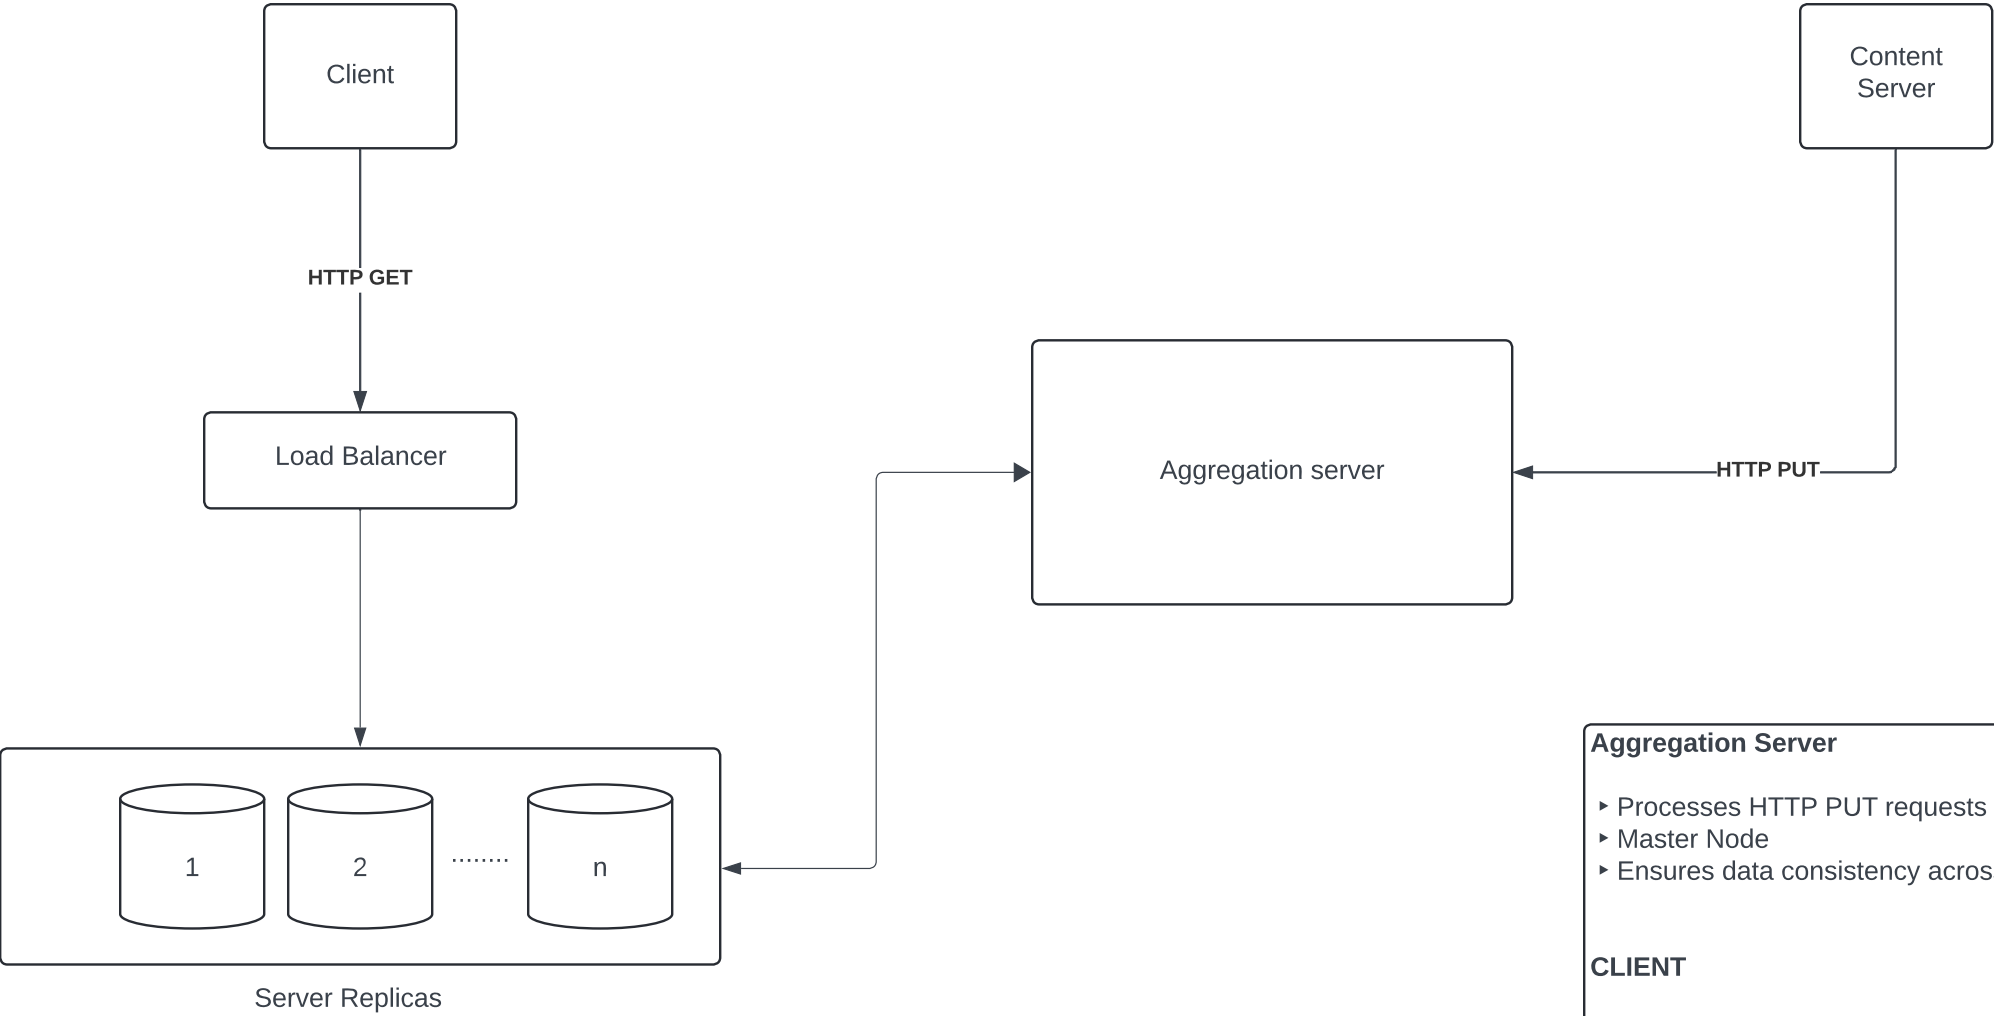 Client
Content
Server
HTTP GET
Load Balancer
Aggregation server
HTTP PUT
1
2
........
n
Server Replicas
Aggregation Server
‣ Processes HTTP PUT requests
‣ Master Node
‣ Ensures data consistency acros
CLIENT